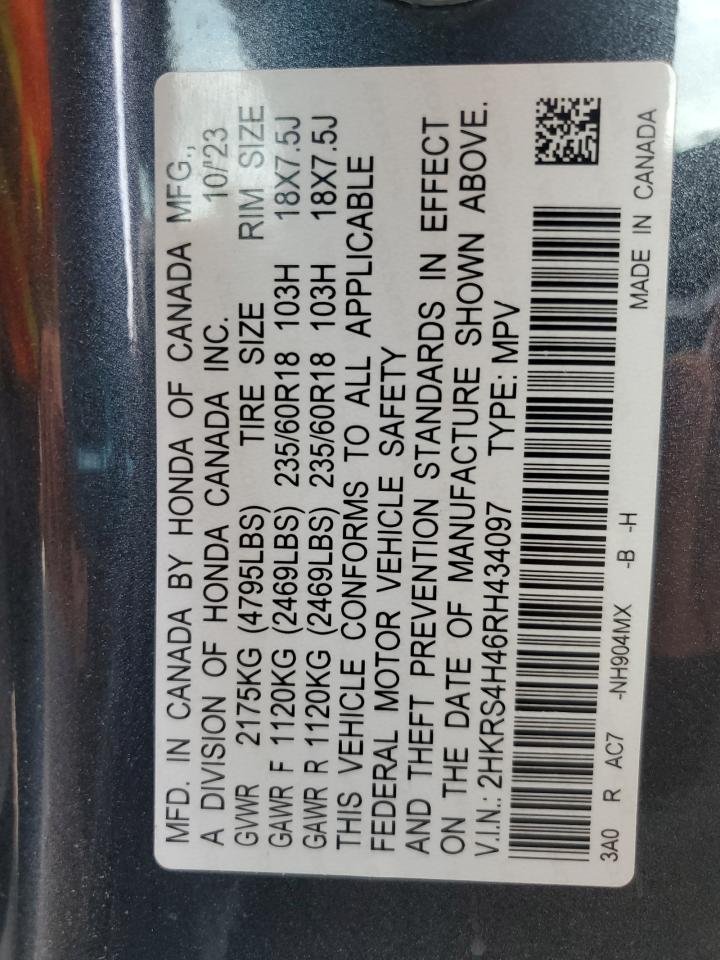 MFD. IN CANADA BY HONDA OF CANADA MFG.,
A DIVISION OF HONDA CANADA INC. 10/'23
GVWR 2175KG (4795LBS) TIRE SIZE RIM SIZE
GAWR F 1120KG (2469LBS) 235/60R18 103H 18X7.5J
GAWR R 1120KG (2469LBS) 235/60R18 103H 18X7.5J
THIS VEHICLE CONFORMS TO ALL APPLICABLE
FEDERAL MOTOR VEHICLE SAFETY
AND THEFT PREVENTION STANDARDS IN EFFECT
ON THE DATE OF MANUFACTURE SHOWN ABOVE.
V.I.N.: 2HKRS4H46RH434097 TYPE: MPV
3A0 R AC7 -NH904MX -B -H
MADE IN CANADA